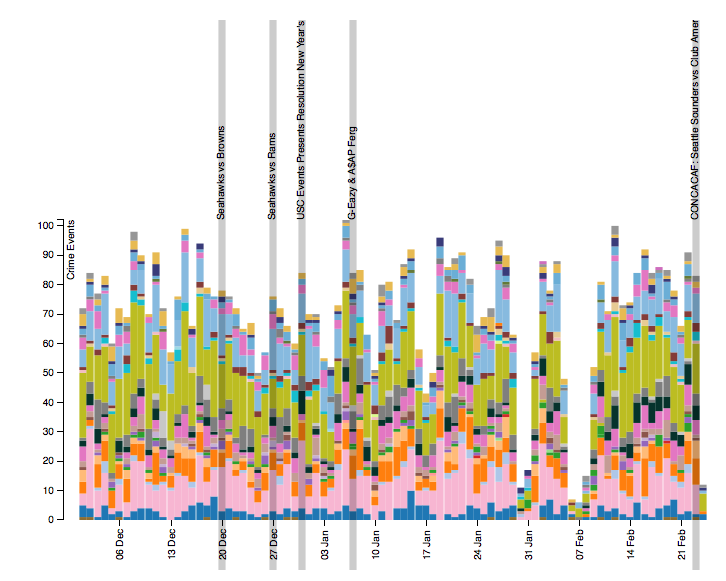 Seahawks vs Browns
Seahawks vs Rams
USC Events Presents Resolution New Year's
G-Eazy & A$AP Ferg
CONCACAF: Seattle Sounders vs Club Amer
Crime Events
100
90
80
70
60
50
40
30
20
10
0
06 Dec
13 Dec
20 Dec
27 Dec
03 Jan
10 Jan
17 Jan
24 Jan
31 Jan
07 Feb
14 Feb
21 Feb